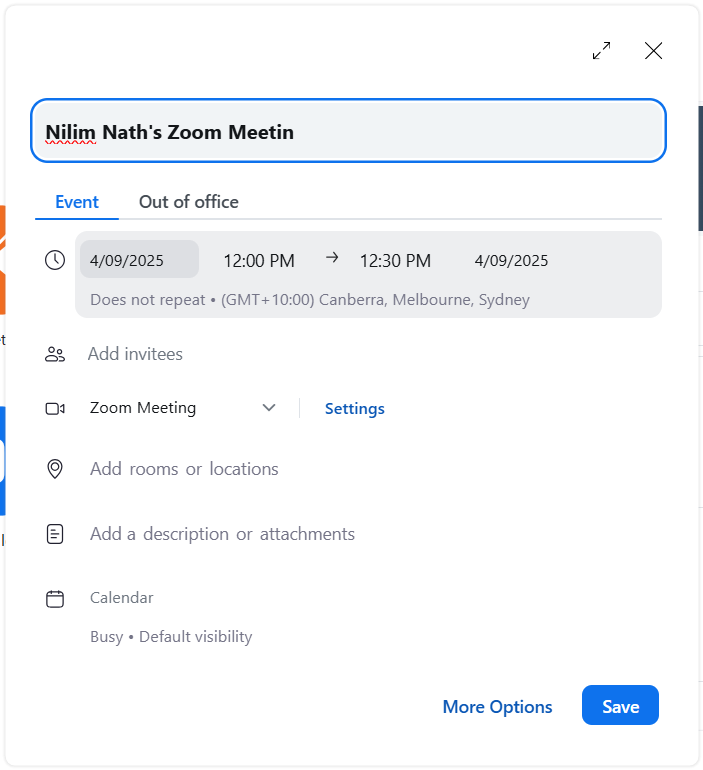 Nilim Nath's Zoom Meetin
Event Out of office
4/09/2025 12:00 PM → 12:30 PM 4/09/2025
Does not repeat • (GMT+10:00) Canberra, Melbourne, Sydney
Add invitees
Zoom Meeting Settings
Add rooms or locations
Add a description or attachments
Calendar
Busy • Default visibility
More Options Save